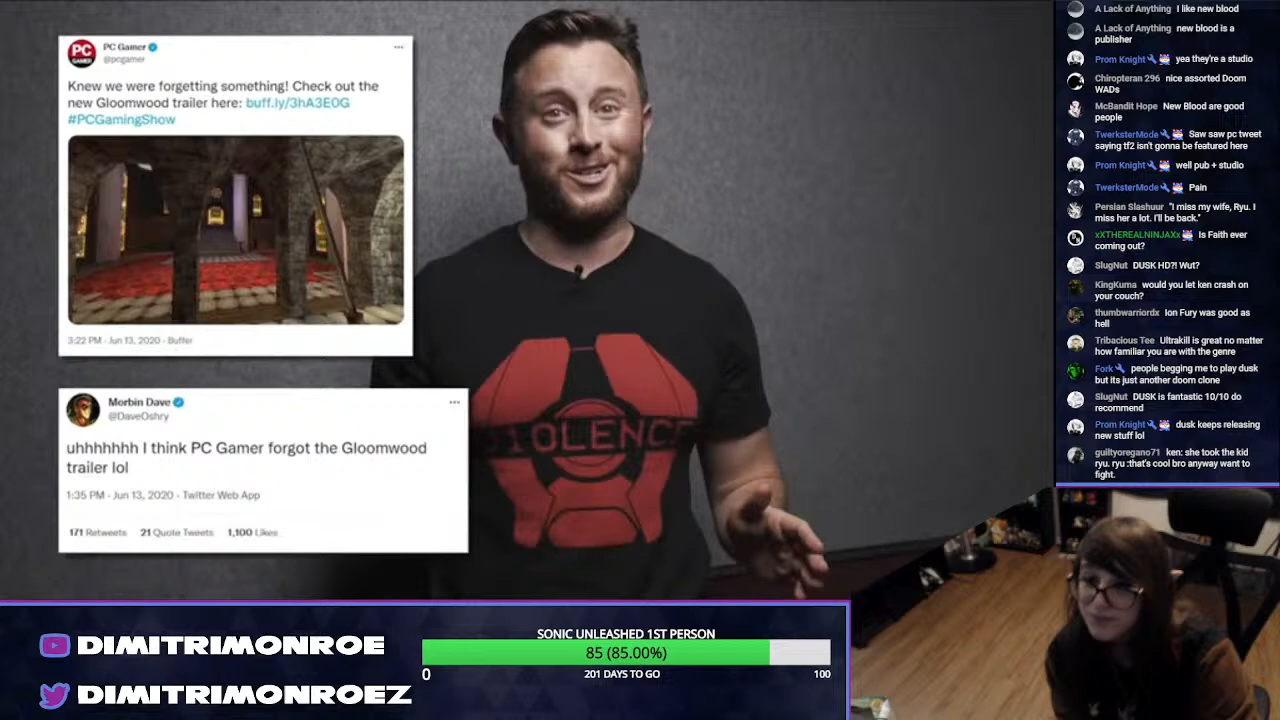 PC Gamer
@pcgamer
Knew we were forgetting something! Check out the
new Gloomwood trailer here: buff.ly/3hA3E0G
#PCGamingShow
3:22 PM · Jun 13, 2020 · Buffer
Morbin Dave
@DaveOshry
uhhhhhhh I think PC Gamer forgot the Gloomwood
trailer lol
1:35 PM · Jun 13, 2020 · Twitter Web App
171 Retweets 21 Quote Tweets 1,100 Likes
PC
GAMER
VIOLENCE
A Lack of Anything I like new blood
A Lack of Anything new blood is a
publisher
Prom Knight yea they're a studio
Chiropteran 296 nice assorted Doom
WADs
McBandit Hope New Blood are good
people
TwerksterMode Saw saw pc tweet
saying tf2 isn't gonna be featured here
Prom Knight well pub + studio
TwerksterMode Pain
Persian Slashuur "I miss my wife, Ryu. I
miss her a lot. I'll be back."
xXTHEREALNINJAXx Is Faith ever
coming out?
SlugNut DUSK HD?! Wut?
KingKuma would you let ken crash on
your couch?
thumbwarriordx Ion Fury was good as
hell
Tribacious Tee Ultrakill is great no matter
how familiar you are with the genre
Fork people begging me to play dusk
but its just another doom clone
SlugNut DUSK is fantastic 10/10 do
recommend
Prom Knight dusk keeps releasing
new stuff lol
guiltyoregano71 ken: she took the kid
ryu. ryu :that's cool bro anyway want to
fight.
DIMITRIMONROE
DIMITRIMONROEZ
SONIC UNLEASHED 1ST PERSON
85 (85.00%)
0 201 DAYS TO GO 100